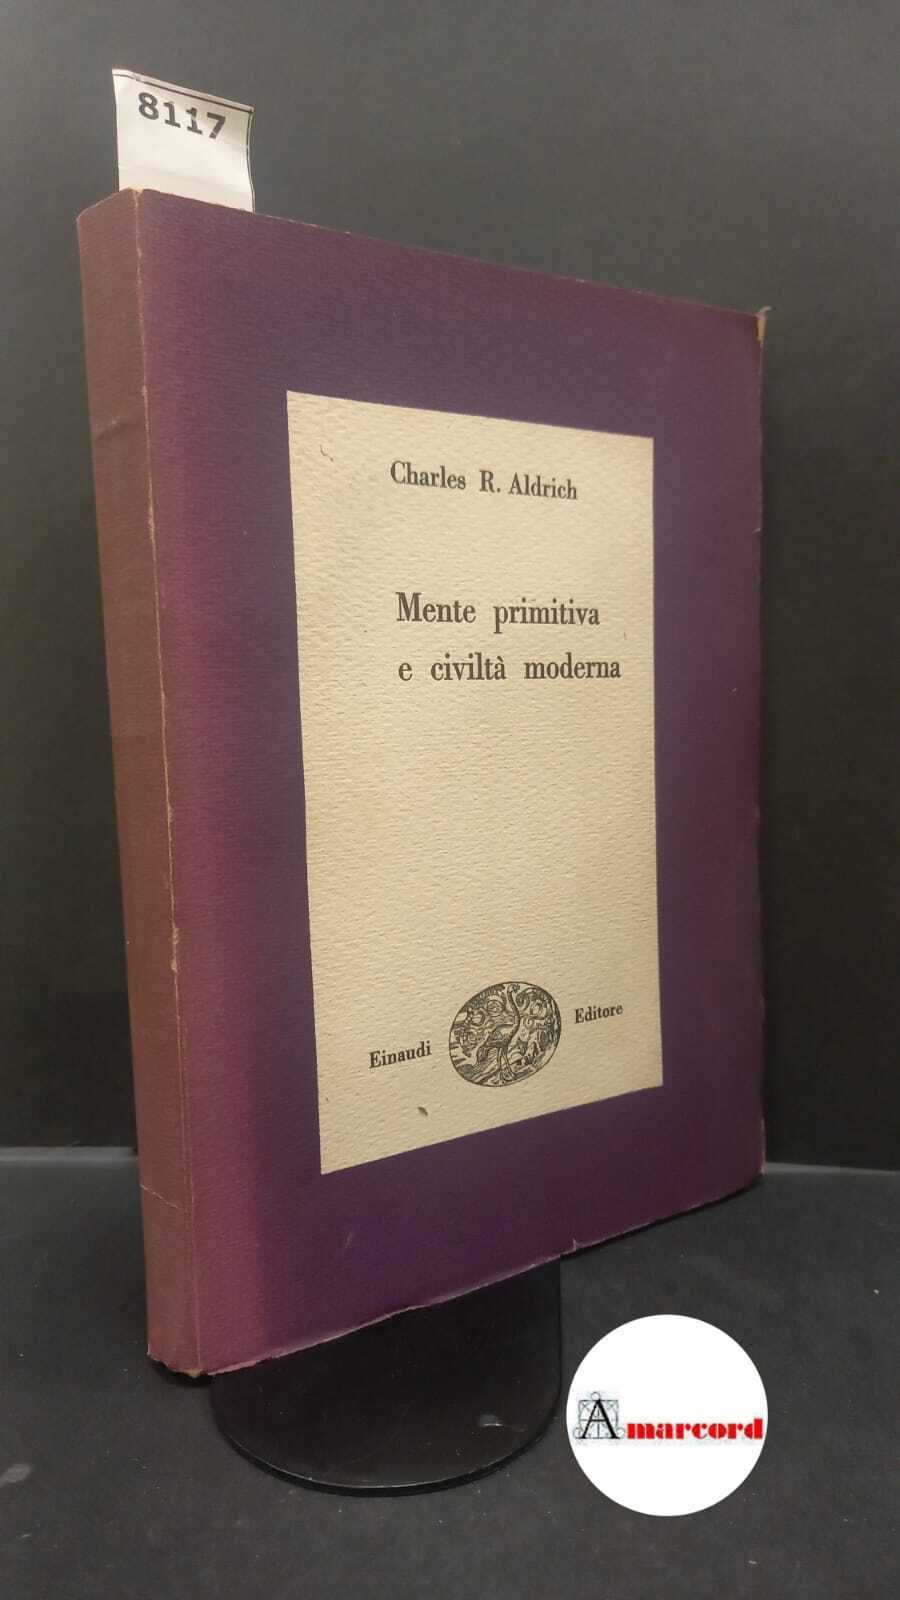 8117
Charles R. Aldrich
Mente primitiva
e civiltà moderna
Einaudi Editore
Amarcord